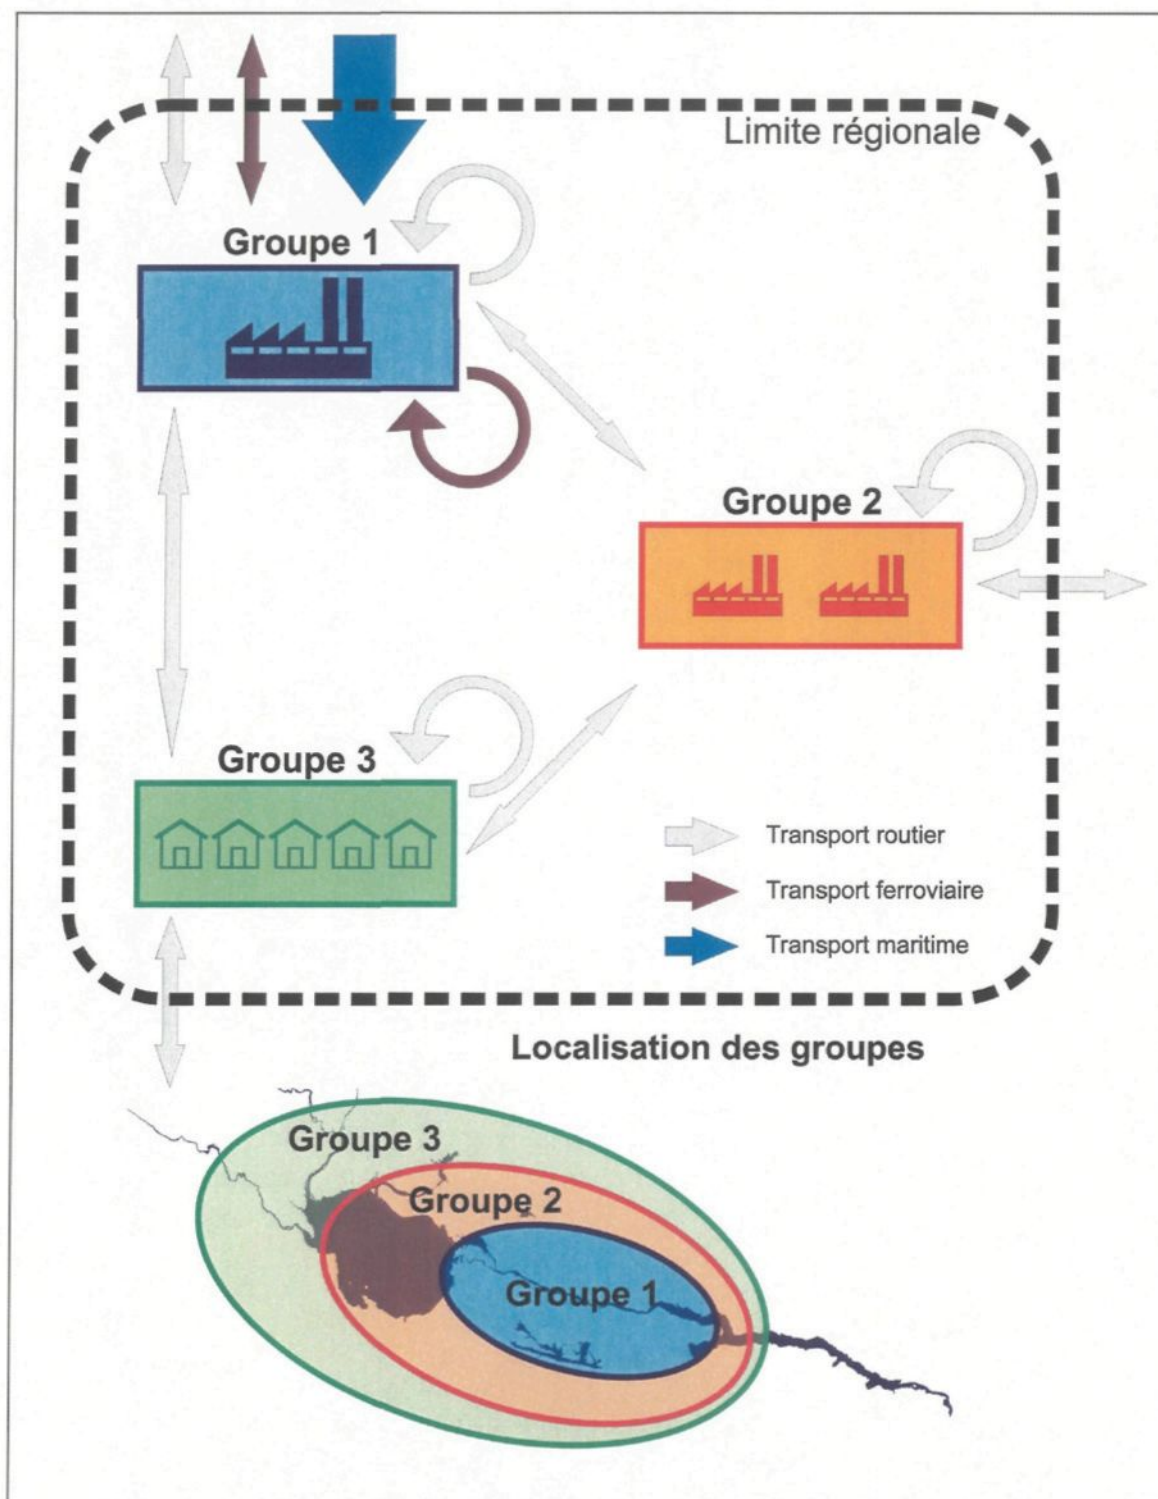 Limite régionale
Groupe 1
Groupe 2
Groupe 3
Transport routier
Transport ferroviaire
Transport maritime
Localisation des groupes
Groupe 3
Groupe 2
Groupe 1